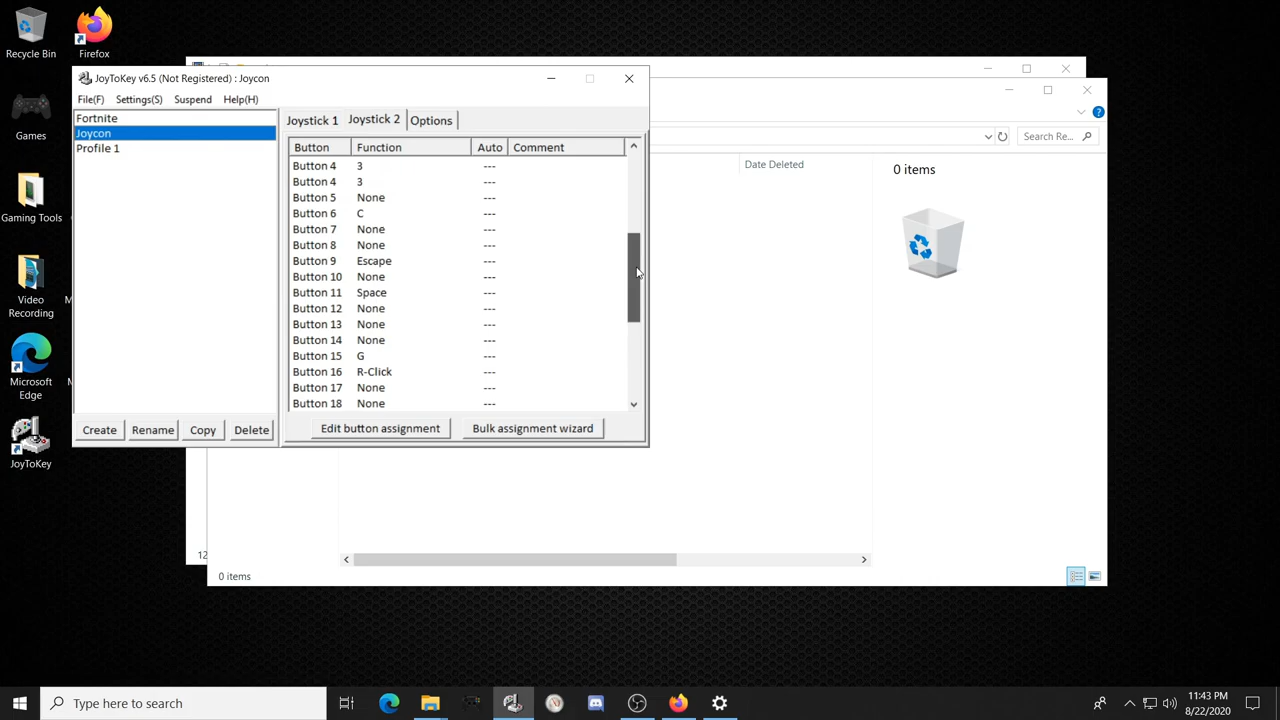 Recycle Bin
Firefox
Games
Gaming Tools
Video
Recording
Microsoft
Edge
JoyToKey
JoyToKey v6.5 (Not Registered) : Joycon
File(F) Settings(S) Suspend Help(H)
Fortnite
Joycon
Profile 1
Create Rename Copy Delete
Joystick 1 Joystick 2 Options
Button Function Auto Comment
Button 4 3 ---
Button 4 3 ---
Button 5 None ---
Button 6 C ---
Button 7 None ---
Button 8 None ---
Button 9 Escape ---
Button 10 None ---
Button 11 Space ---
Button 12 None ---
Button 13 None ---
Button 14 None ---
Button 15 G ---
Button 16 R-Click ---
Button 17 None ---
Button 18 None ---
Edit button assignment Bulk assignment wizard
Search Re...
Date Deleted
0 items
12
0 items
Type here to search
11:43 PM
8/22/2020